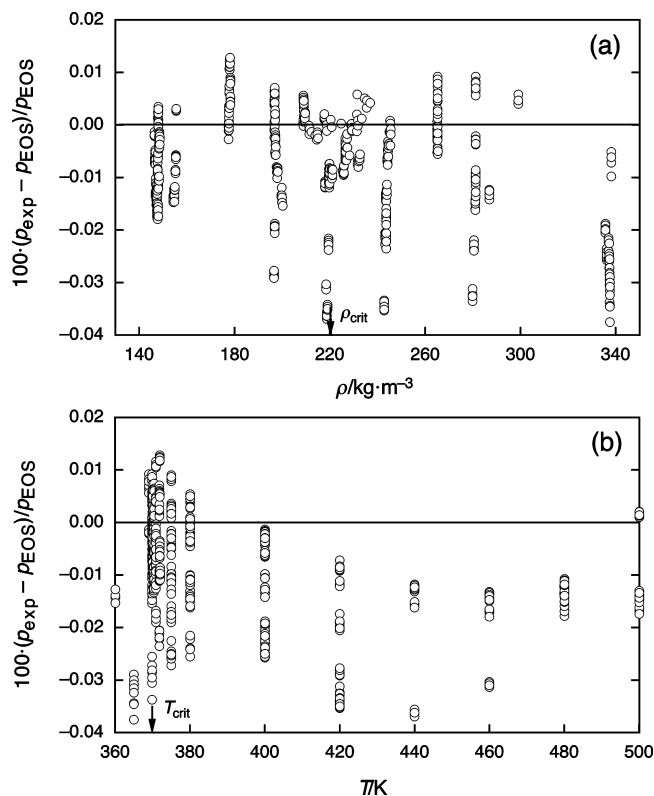 0.02
(a)
0.01
0.00
−0.01
−0.02
−0.03
−0.04
100·(pexp − pEOS)/pEOS
ρcrit
140 180 220 260 300 340
ρ/kg·m−3
0.02
(b)
0.01
0.00
−0.01
−0.02
−0.03
−0.04
100·(pexp − pEOS)/pEOS
Tcrit
360 380 400 420 440 460 480 500
T/K